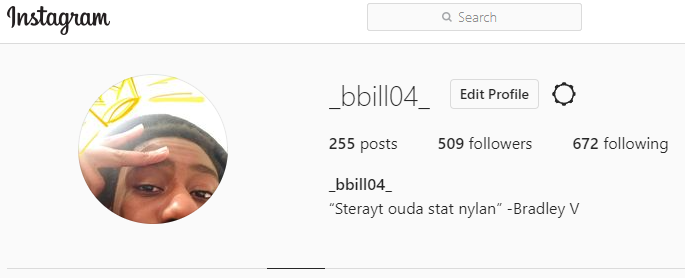 Instagram
Search
_bbill04_ Edit Profile
255 posts 509 followers 672 following
_bbill04_
“Sterayt ouda stat nylan” -Bradley V